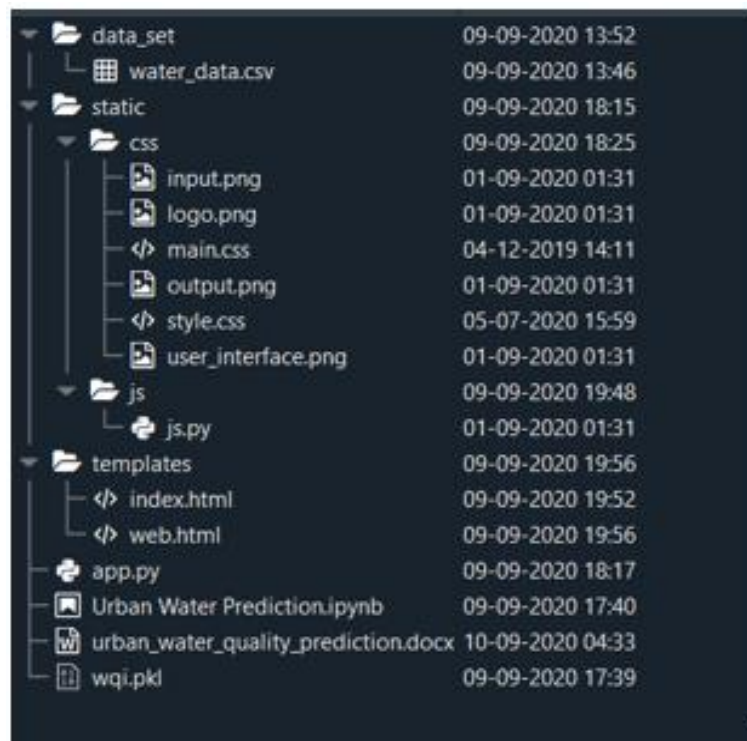 data_set 09-09-2020 13:52
water_data.csv 09-09-2020 13:46
static 09-09-2020 18:15
css 09-09-2020 18:25
input.png 01-09-2020 01:31
logo.png 01-09-2020 01:31
main.css 04-12-2019 14:11
output.png 01-09-2020 01:31
style.css 05-07-2020 15:59
user_interface.png 01-09-2020 01:31
js 09-09-2020 19:48
js.py 01-09-2020 01:31
templates 09-09-2020 19:56
index.html 09-09-2020 19:52
web.html 09-09-2020 19:56
app.py 09-09-2020 18:17
Urban Water Prediction.ipynb 09-09-2020 17:40
urban_water_quality_prediction.docx 10-09-2020 04:33
wqi.pkl 09-09-2020 17:39